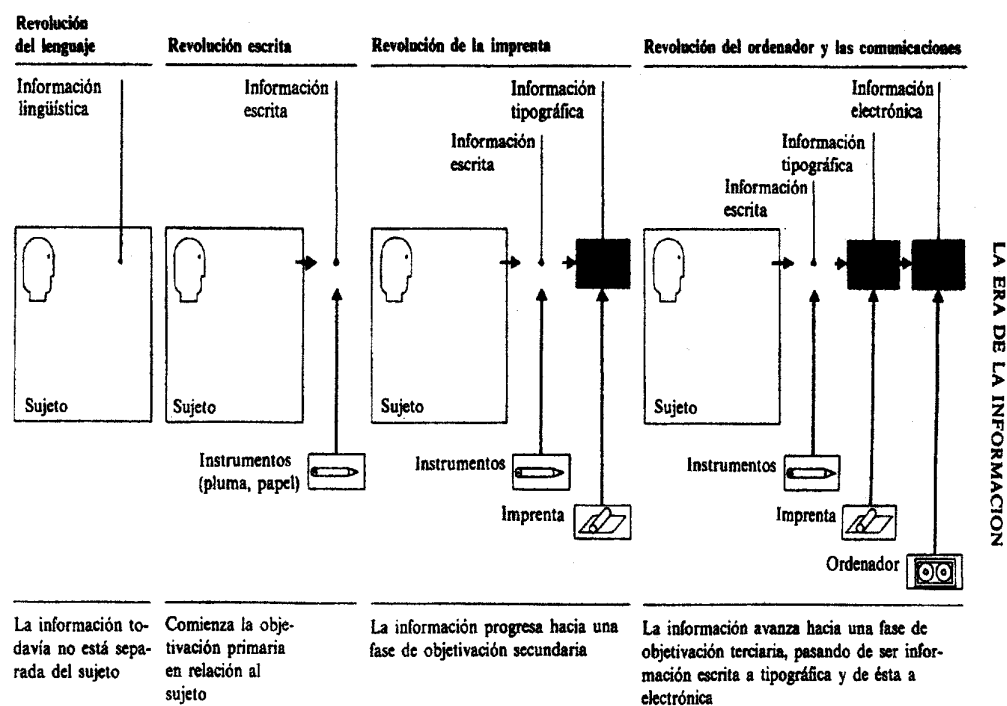 Revolución
del lenguaje
Revolución escrita
Revolución de la imprenta
Revolución del ordenador y las comunicaciones
Información
lingüística
Información
escrita
Información
tipográfica
Información
escrita
Información
electrónica
Información
tipográfica
Información
escrita
Sujeto
Sujeto
Sujeto
Sujeto
Instrumentos
(pluma, papel)
Instrumentos
Imprenta
Instrumentos
Imprenta
Ordenador
La información to-
davía no está sepa-
rada del sujeto
Comienza la obje-
tivación primaria
en relación al
sujeto
La información progresa hacia una
fase de objetivación secundaria
La información avanza hacia una fase de
objetivación terciaria, pasando de ser infor-
mación escrita a tipográfica y de ésta a
electrónica
LA ERA DE LA INFORMACION